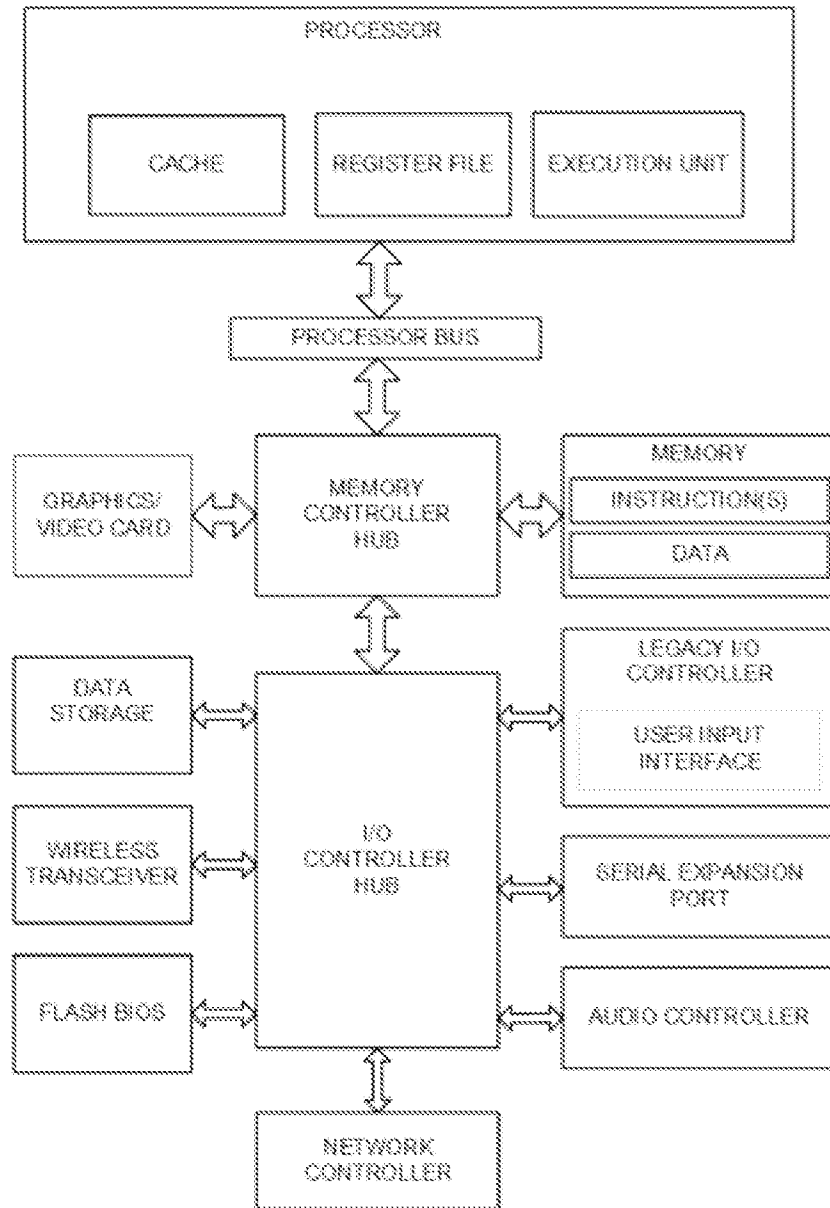 PROCESSOR
CACHE
REGISTER FILE
EXECUTION UNIT
PROCESSOR BUS
GRAPHICS/
VIDEO CARD
MEMORY
CONTROLLER
HUB
MEMORY
INSTRUCTION(S)
DATA
DATA
STORAGE
WIRELESS
TRANSCEIVER
FLASH BIOS
I/O
CONTROLLER
HUB
LEGACY I/O
CONTROLLER
USER INPUT
INTERFACE
SERIAL EXPANSION
PORT
AUDIO CONTROLLER
NETWORK
CONTROLLER